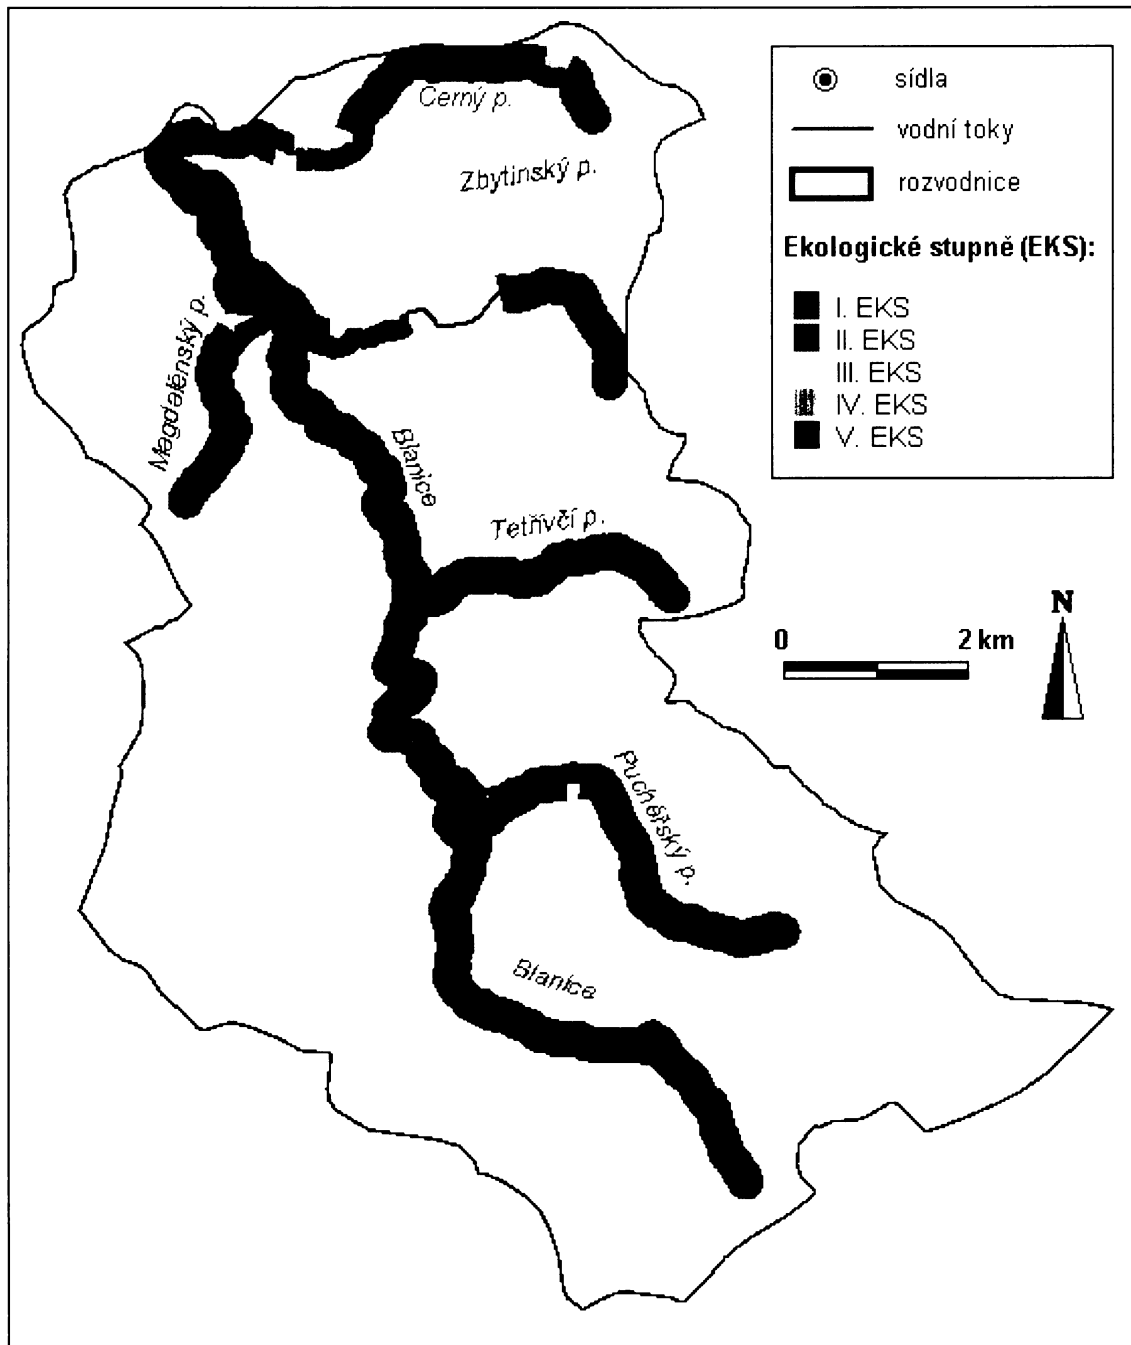 Černý p.
Zbytinský p.
Magdalénský p.
Blanice
Tetřívčí p.
Puchéřský p.
Blanice
sídla
vodní toky
rozvodnice
Ekologické stupně (EKS):
I. EKS
II. EKS
III. EKS
IV. EKS
V. EKS
0 2 km
N